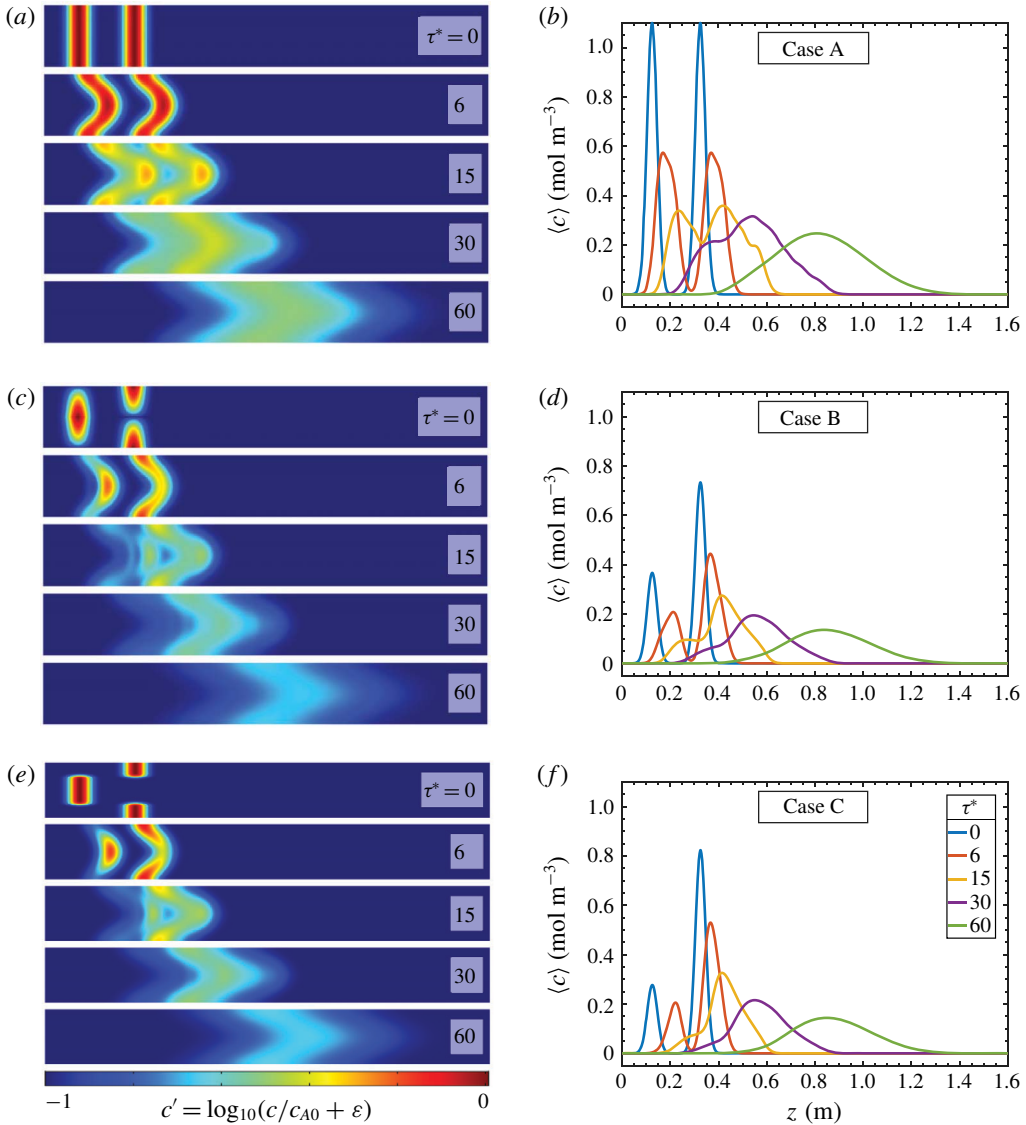 (a)
τ* = 0
6
15
30
60
(b)
Case A
⟨c⟩ (mol m⁻³)
1.0
0.8
0.6
0.4
0.2
0
0 0.2 0.4 0.6 0.8 1.0 1.2 1.4 1.6
(c)
τ* = 0
6
15
30
60
(d)
Case B
⟨c⟩ (mol m⁻³)
1.0
0.8
0.6
0.4
0.2
0
0 0.2 0.4 0.6 0.8 1.0 1.2 1.4 1.6
(e)
τ* = 0
6
15
30
60
−1 0
c′ = log₁₀(c/c_A0 + ε)
(f)
Case C
τ*
0
6
15
30
60
⟨c⟩ (mol m⁻³)
1.0
0.8
0.6
0.4
0.2
0
0 0.2 0.4 0.6 0.8 1.0 1.2 1.4 1.6
z (m)